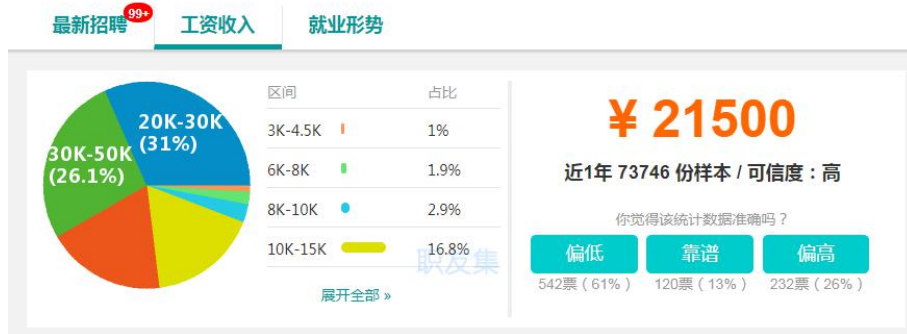 最新招聘 99+ 工资收入 就业形势
20K-30K
(31%)
30K-50K
(26.1%)
区间 占比
3K-4.5K 1%
6K-8K 1.9%
8K-10K 2.9%
10K-15K 16.8%
职友集
展开全部 »
¥ 21500
近1年 73746 份样本 / 可信度：高
你觉得该统计数据准确吗？
偏低 靠谱 偏高
542票（61%） 120票（13%） 232票（26%）